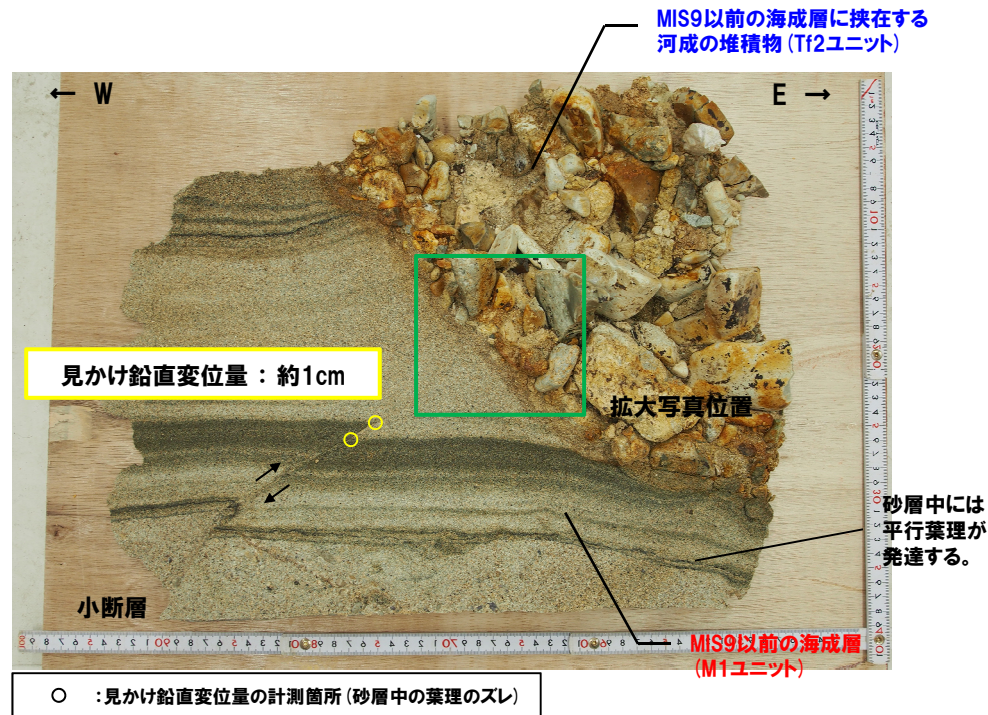 MIS9以前の海成層に挟在する
河成の堆積物(Tf2ユニット)
← W
E →
見かけ鉛直変位量 : 約1cm
拡大写真位置
砂層中には
平行葉理が
発達する。
小断層
MIS9以前の海成層
(M1ユニット)
○ :見かけ鉛直変位量の計測箇所(砂層中の葉理のズレ)